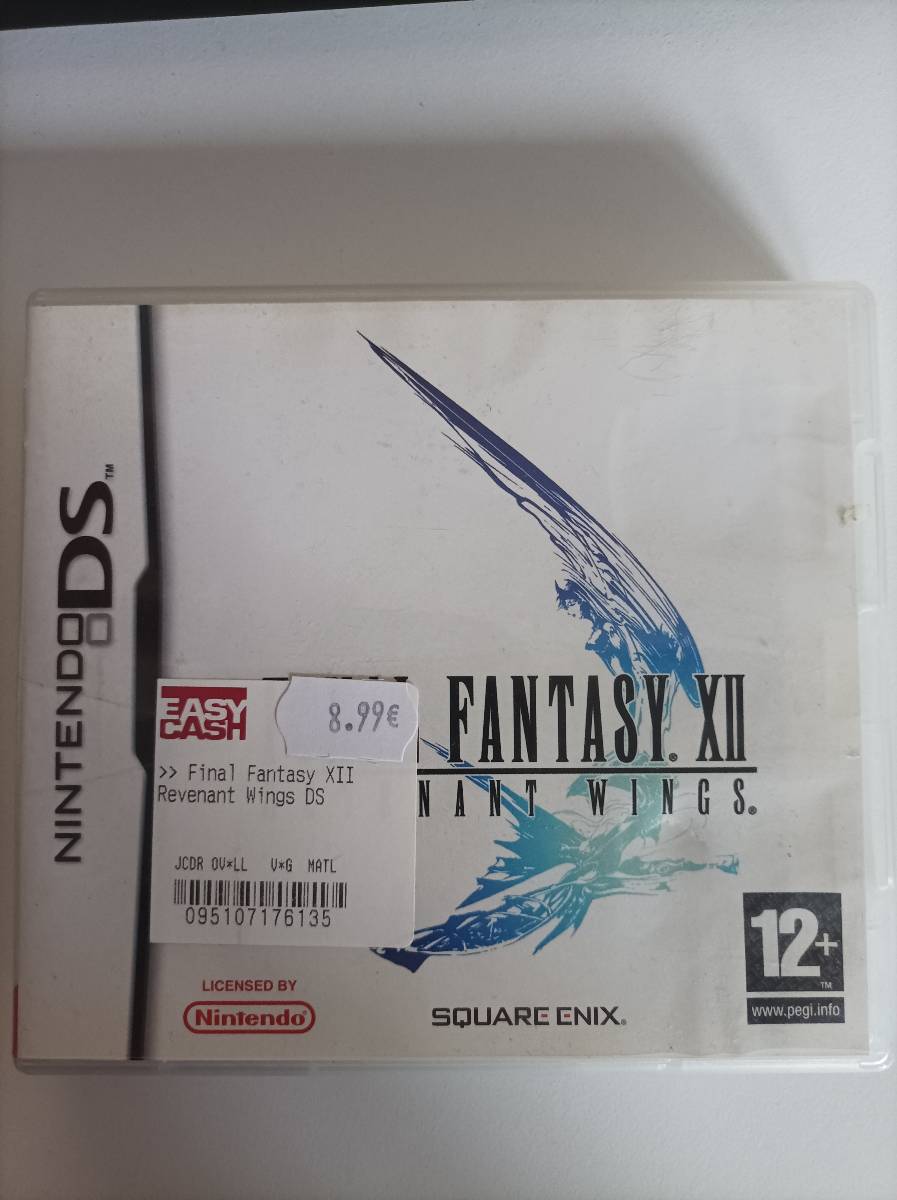 NINTENDO DS™
FANTASY® XII
WINGS®
EASY
CASH
8.99€
>> Final Fantasy XII
Revenant Wings DS
JCDR OV*LL V*G MATL
095107176135
LICENSED BY
Nintendo®
SQUARE ENIX®
12+
™
www.pegi.info